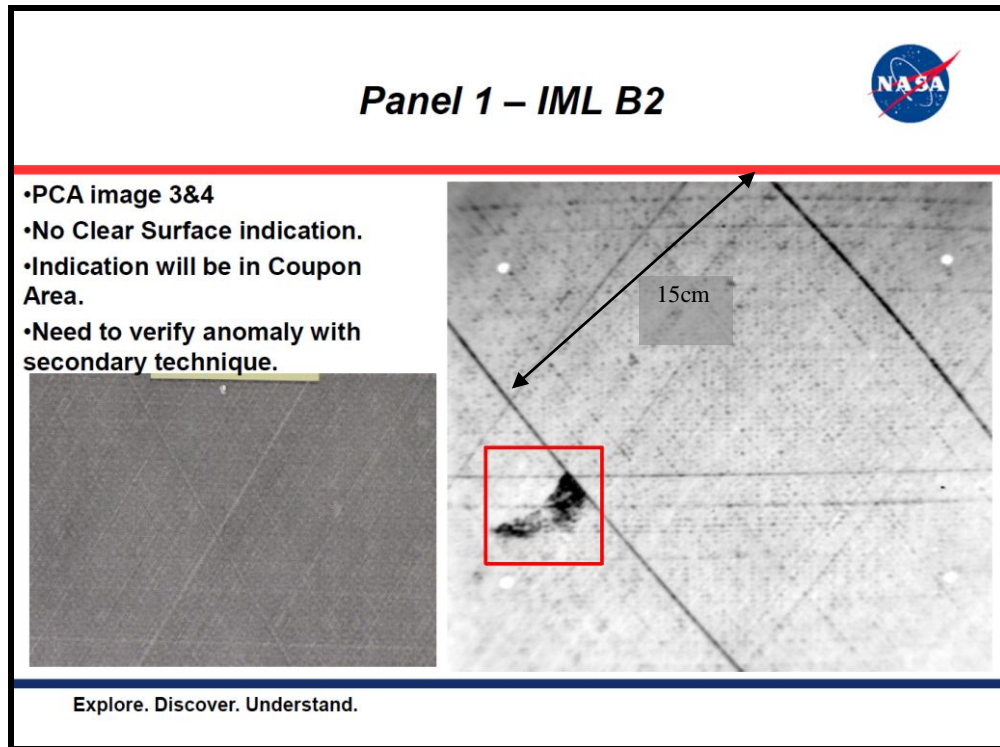 Panel 1 – IML B2
NASA
•PCA image 3&4
•No Clear Surface indication.
•Indication will be in Coupon
Area.
•Need to verify anomaly with
secondary technique.
15cm
Explore. Discover. Understand.